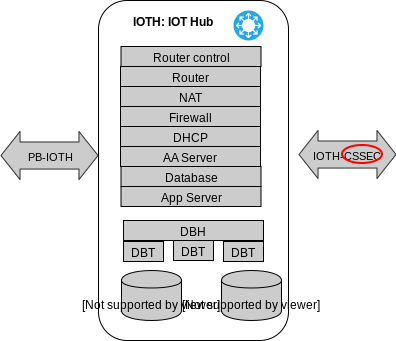 IOTH: IOT Hub
Router control
Router
NAT
Firewall
DHCP
AA Server
Database
App Server
PB-IOTH
IOTH-CSSEC
DBH
DBT
DBT
DBT
[Not supported by viewer]
[Not supported by viewer]